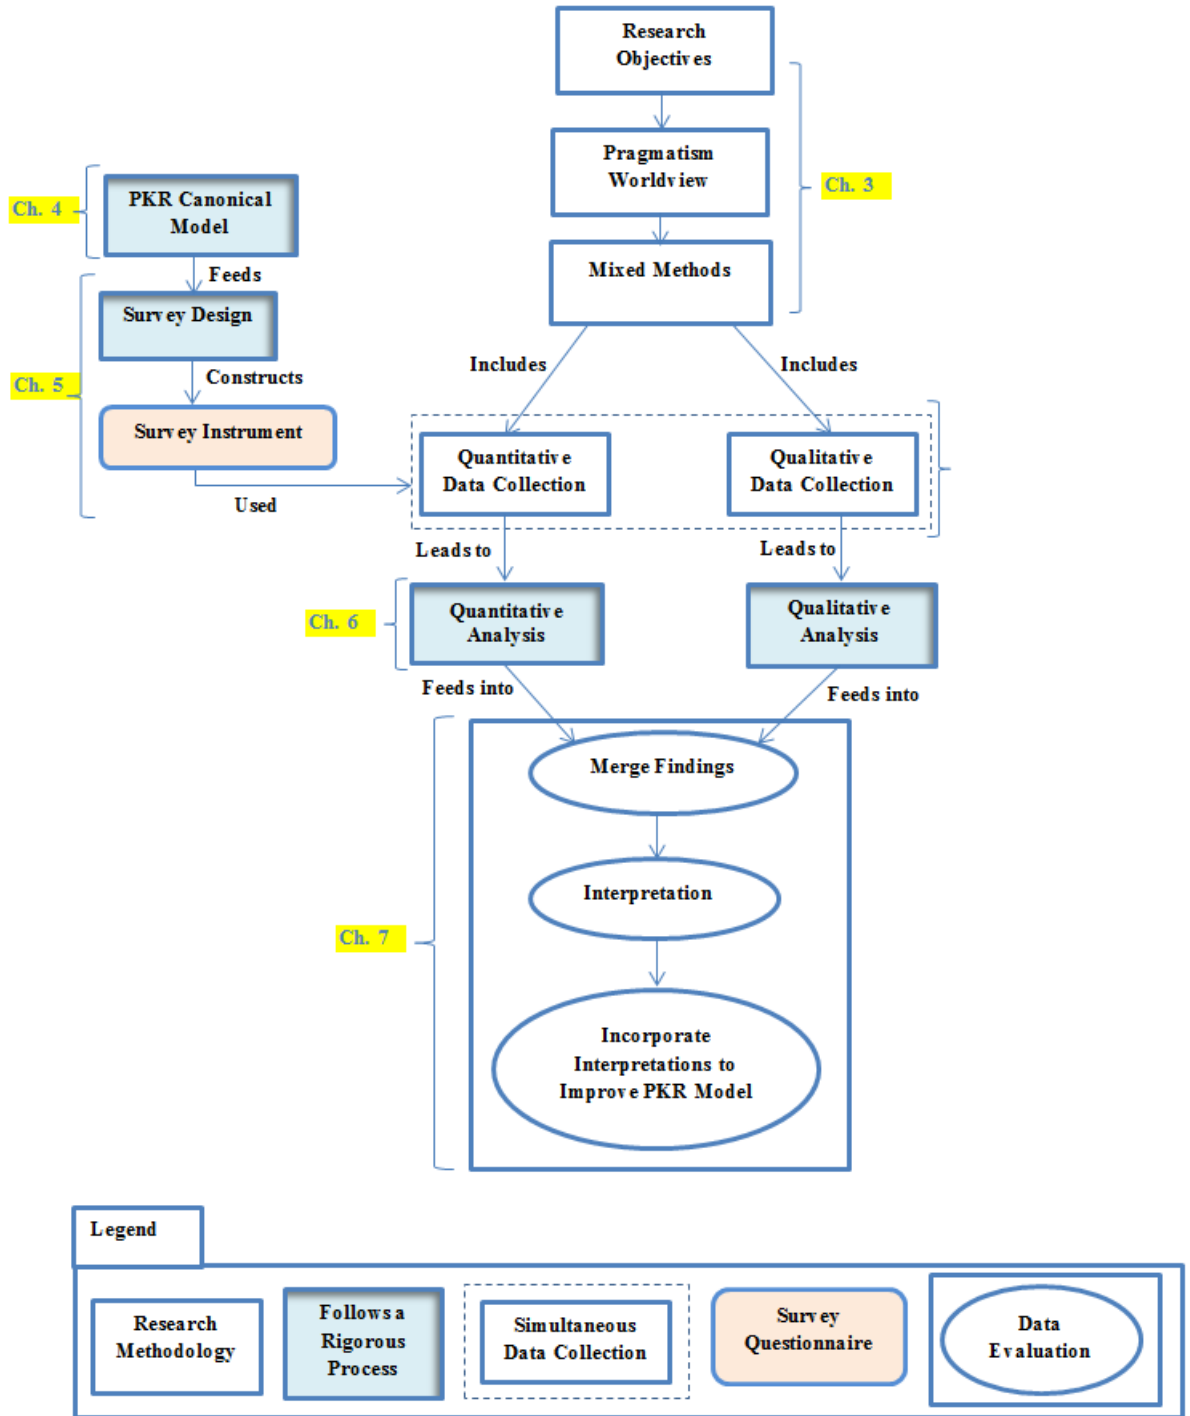 Research
Objectives
Pragmatism
Worldview
Ch. 3
PKR Canonical
Model
Ch. 4
Mixed Methods
Feeds
Survey Design
Includes
Includes
Constructs
Ch. 5
Survey Instrument
Quantitative
Data Collection
Qualitative
Data Collection
Used
Leads to
Leads to
Quantitative
Analysis
Qualitative
Analysis
Ch. 6
Feeds into
Feeds into
Merge Findings
Interpretation
Ch. 7
Incorporate
Interpretations to
Improve PKR Model
Legend
Research
Methodology
Follows a
Rigorous
Process
Simultaneous
Data Collection
Survey
Questionnaire
Data
Evaluation